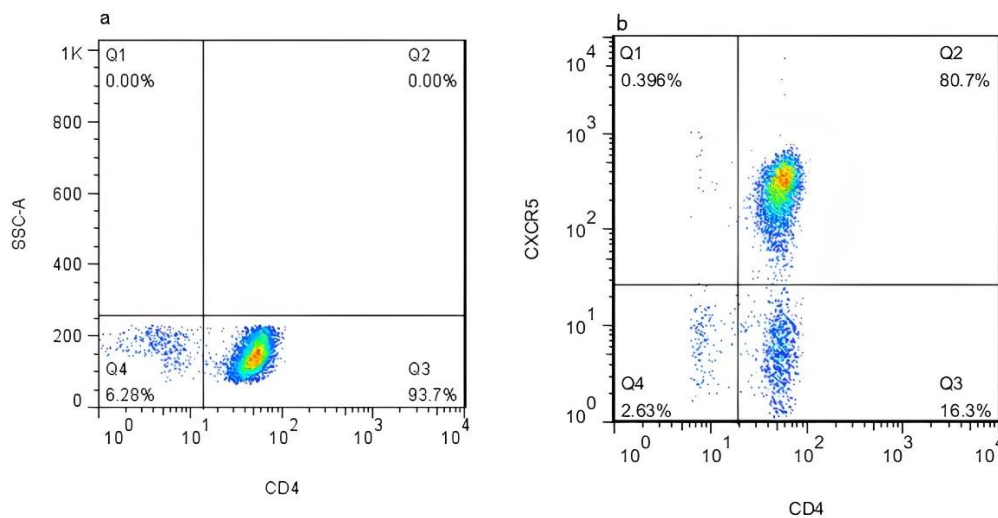 a
Q1
0.00%
Q2
0.00%
Q4
6.28%
Q3
93.7%
1K
800
600
400
200
0
SSC-A
10^0
10^1
10^2
10^3
10^4
CD4
b
Q1
0.396%
Q2
80.7%
Q4
2.63%
Q3
16.3%
10^4
10^3
10^2
10^1
10^0
CXCR5
10^0
10^1
10^2
10^3
10^4
CD4